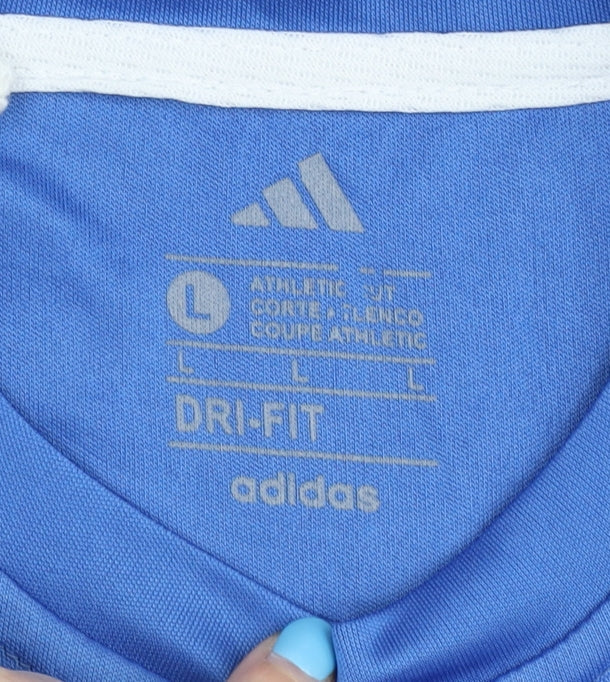 L
ATHLETIC
CORTE
COUPE ATHLETIC
L L L
DRI-FIT
adidas